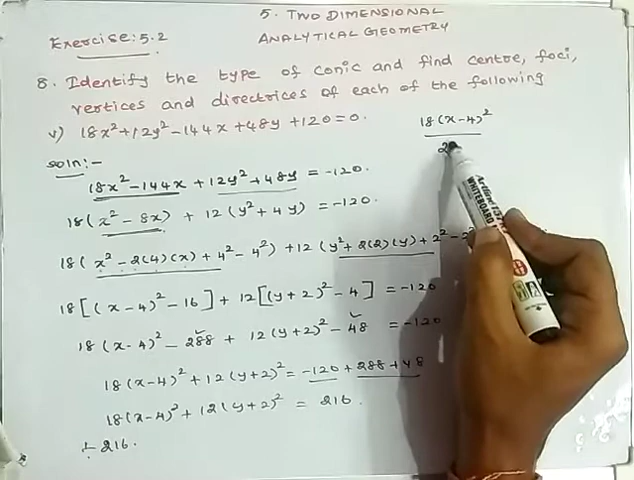 5. TWO DIMENSIONAL
ANALYTICAL GEOMETRY
Exercise: 5.2
8. Identify the type of conic and find centre, foci,
vertices and directrices of each of the following
v) 18x²+12y²-144x+48y+120=0.
18(x-4)²
soln:-
18x²-144x+12y²+48y = -120.
18(x²-8x) + 12(y²+4y) = -120.
18(x²-2(4)(x)+4²-4²)+12(y²+2(2)(y)+2²-2²
18[(x-4)²-16]+12[(y+2)²-4] = -120
18(x-4)²-288+12(y+2)²-48 = -120
18(x-4)²+12(y+2)² = -120+288+48
18(x-4)²+12(y+2)² = 216.
÷ 216.
WHITEBOARD